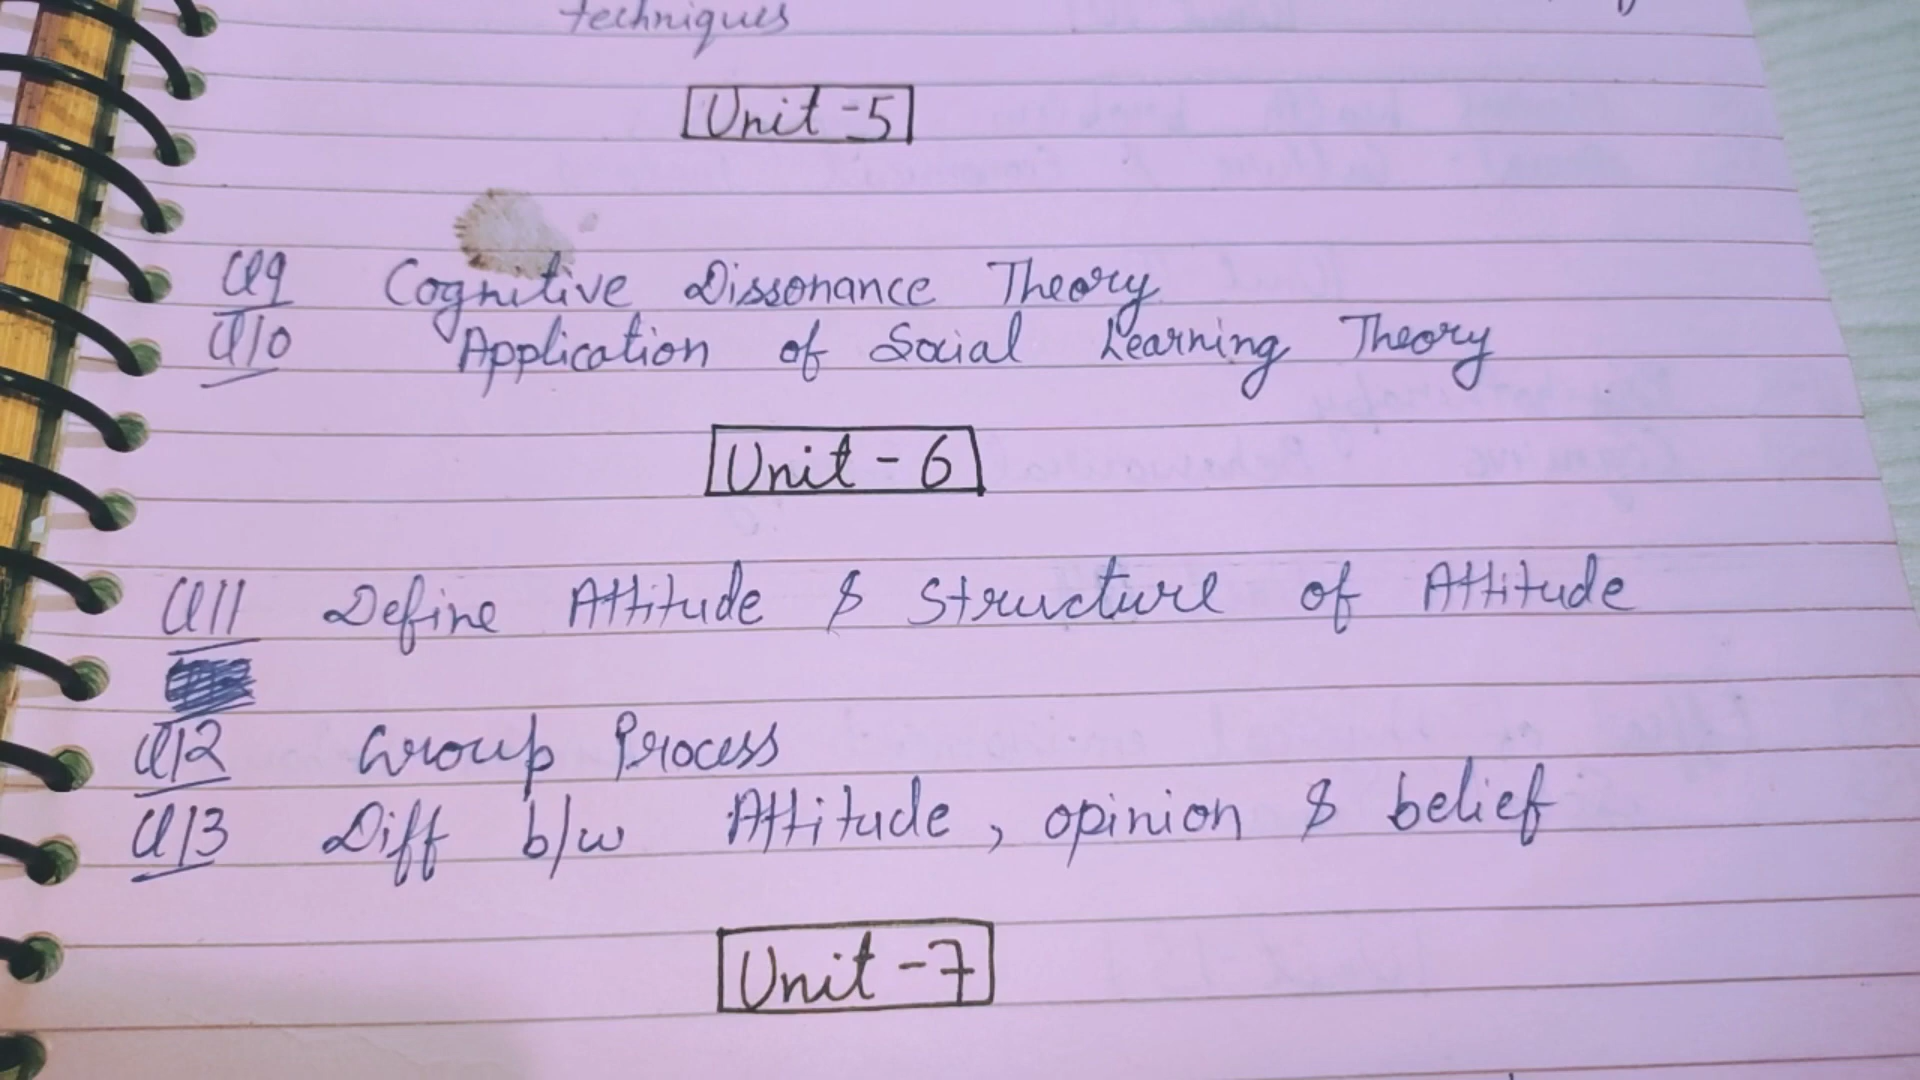 techniques
Unit-5
Q9 Cognitive Dissonance Theory
Q10 Application of Social Learning Theory
Unit - 6
Q11 Define Attitude & Structure of Attitude
Q12 Group Process
Q13 Diff b/w Attitude, opinion & belief
Unit -7